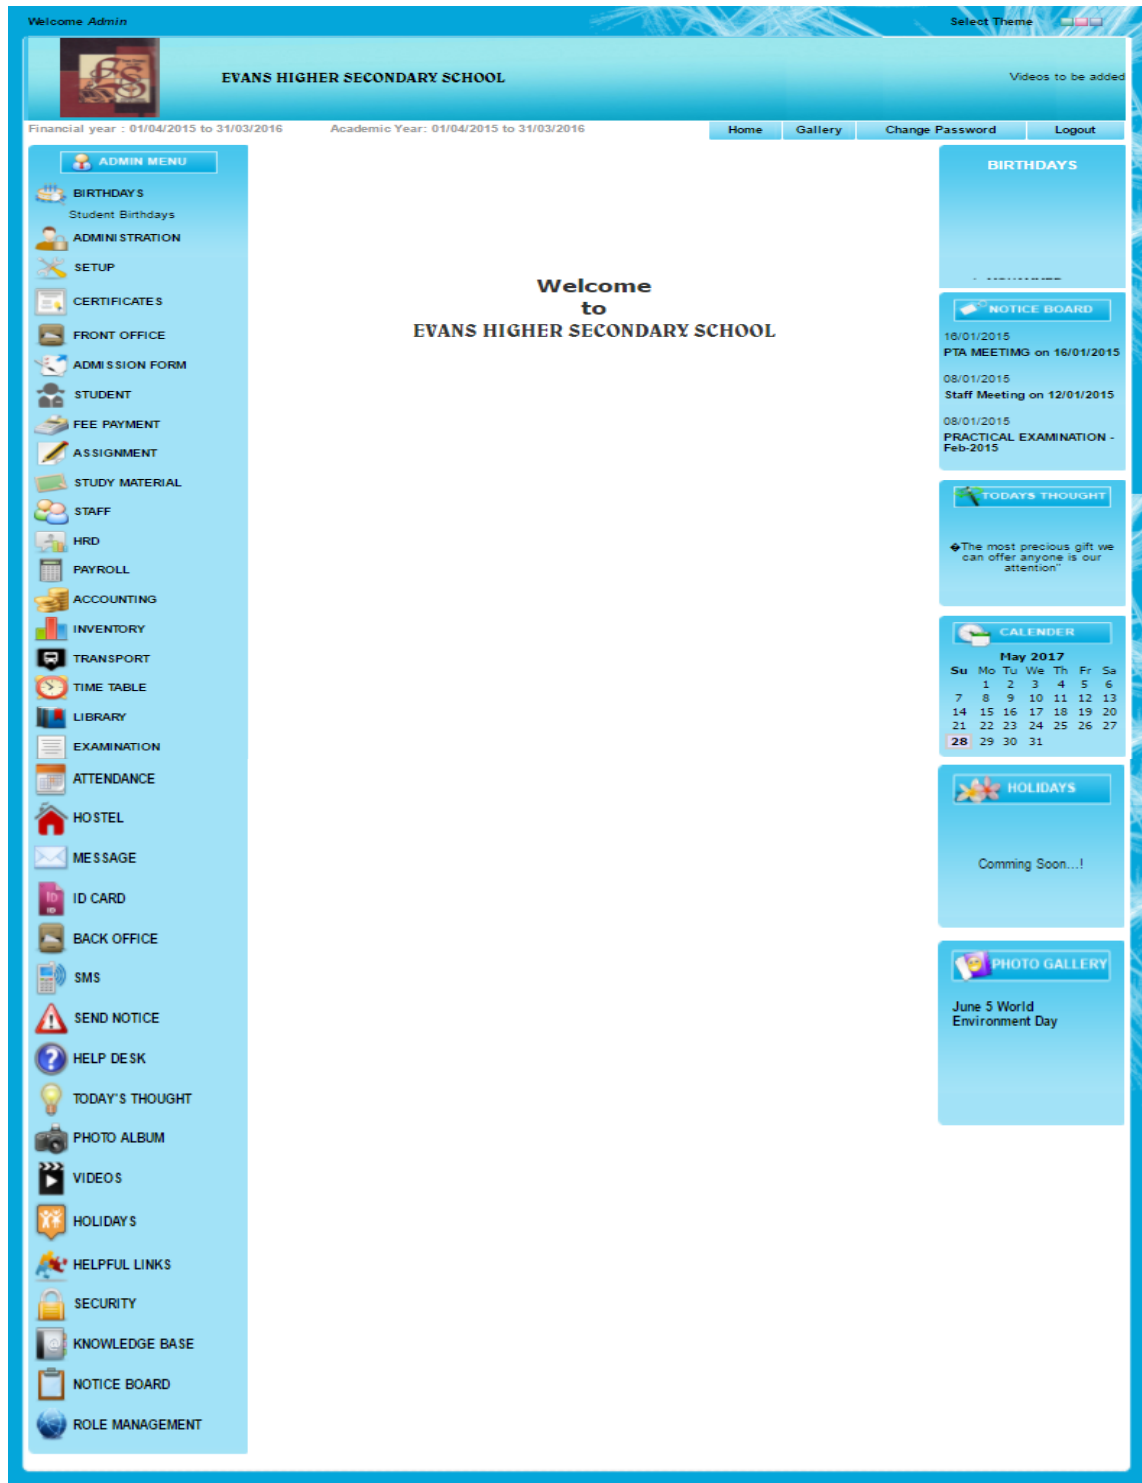 Welcome Admin
Select Theme
EVANS HIGHER SECONDARY SCHOOL
Videos to be added
Financial year : 01/04/2015 to 31/03/2016
Academic Year: 01/04/2015 to 31/03/2016
Home
Gallery
Change Password
Logout
ADMIN MENU
BIRTHDAYS
Student Birthdays
ADMINISTRATION
SETUP
CERTIFICATES
FRONT OFFICE
ADMISSION FORM
STUDENT
FEE PAYMENT
ASSIGNMENT
STUDY MATERIAL
STAFF
HRD
PAYROLL
ACCOUNTING
INVENTORY
TRANSPORT
TIME TABLE
LIBRARY
EXAMINATION
ATTENDANCE
HOSTEL
MESSAGE
ID CARD
BACK OFFICE
SMS
SEND NOTICE
HELP DESK
TODAY'S THOUGHT
PHOTO ALBUM
VIDEOS
HOLIDAYS
HELPFUL LINKS
SECURITY
KNOWLEDGE BASE
NOTICE BOARD
ROLE MANAGEMENT
Welcome
to
EVANS HIGHER SECONDARY SCHOOL
BIRTHDAYS
NOTICE BOARD
16/01/2015
PTA MEETIMG on 16/01/2015
08/01/2015
Staff Meeting on 12/01/2015
08/01/2015
PRACTICAL EXAMINATION -
Feb-2015
TODAYS THOUGHT
�The most precious gift we
can offer anyone is our
attention"
CALENDER
May 2017
Su Mo Tu We Th Fr Sa
1 2 3 4 5 6
7 8 9 10 11 12 13
14 15 16 17 18 19 20
21 22 23 24 25 26 27
28 29 30 31
HOLIDAYS
Comming Soon...!
PHOTO GALLERY
June 5 World
Environment Day